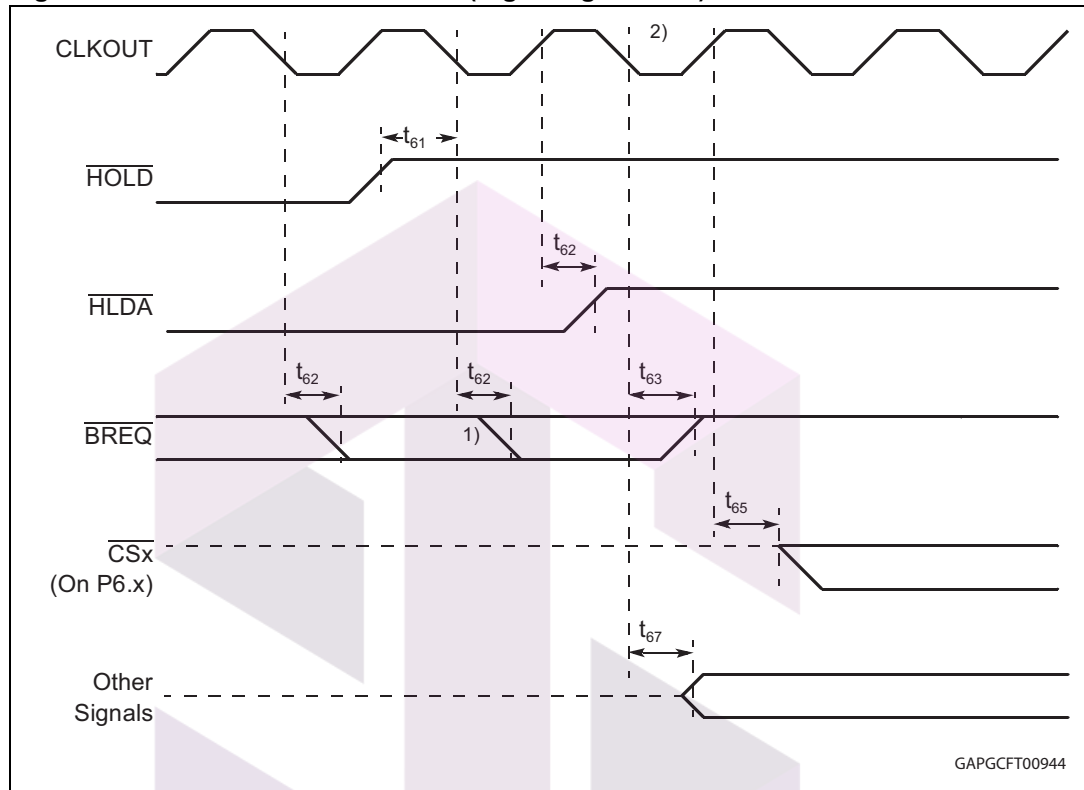 CLKOUT
2)
t61
HOLD
t62
HLDA
t62
t62
t63
BREQ
1)
t65
CSx
(On P6.x)
t67
Other
Signals
GAPGCFT00944